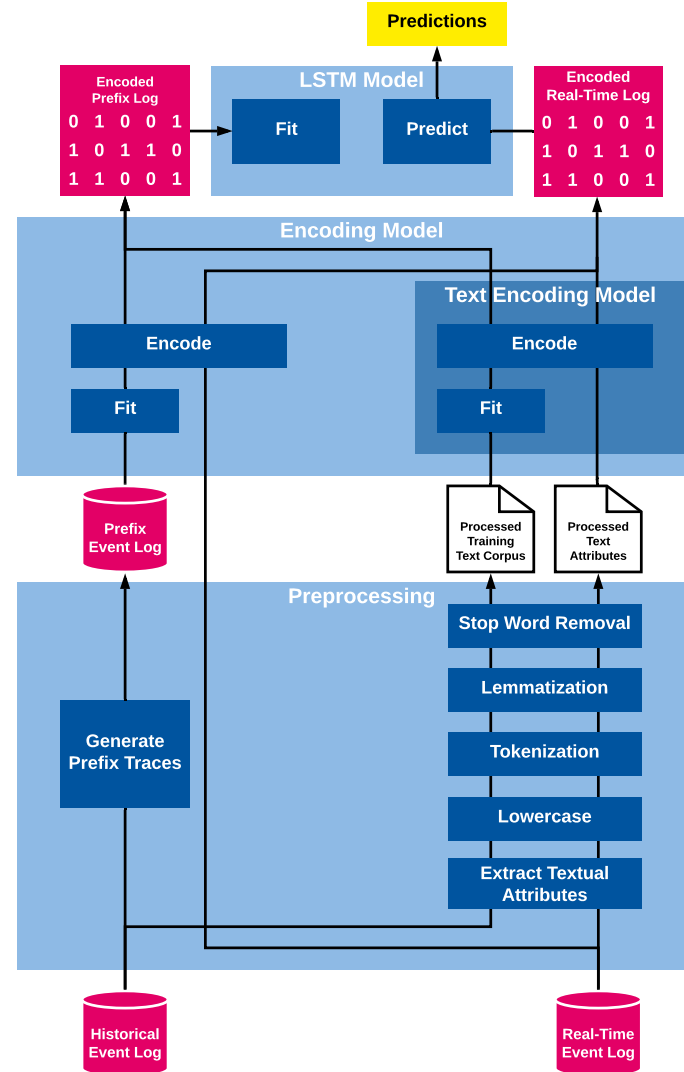 Predictions
LSTM Model
Encoded
Prefix Log
0 1 0 0 1
1 0 1 1 0
1 1 0 0 1
Fit
Predict
Encoded
Real-Time Log
0 1 0 0 1
1 0 1 1 0
1 1 0 0 1
Encoding Model
Text Encoding Model
Encode
Encode
Fit
Fit
Prefix
Event Log
Processed
Training
Text Corpus
Processed
Text
Attributes
Preprocessing
Stop Word Removal
Lemmatization
Generate
Prefix Traces
Tokenization
Lowercase
Extract Textual
Attributes
Historical
Event Log
Real-Time
Event Log